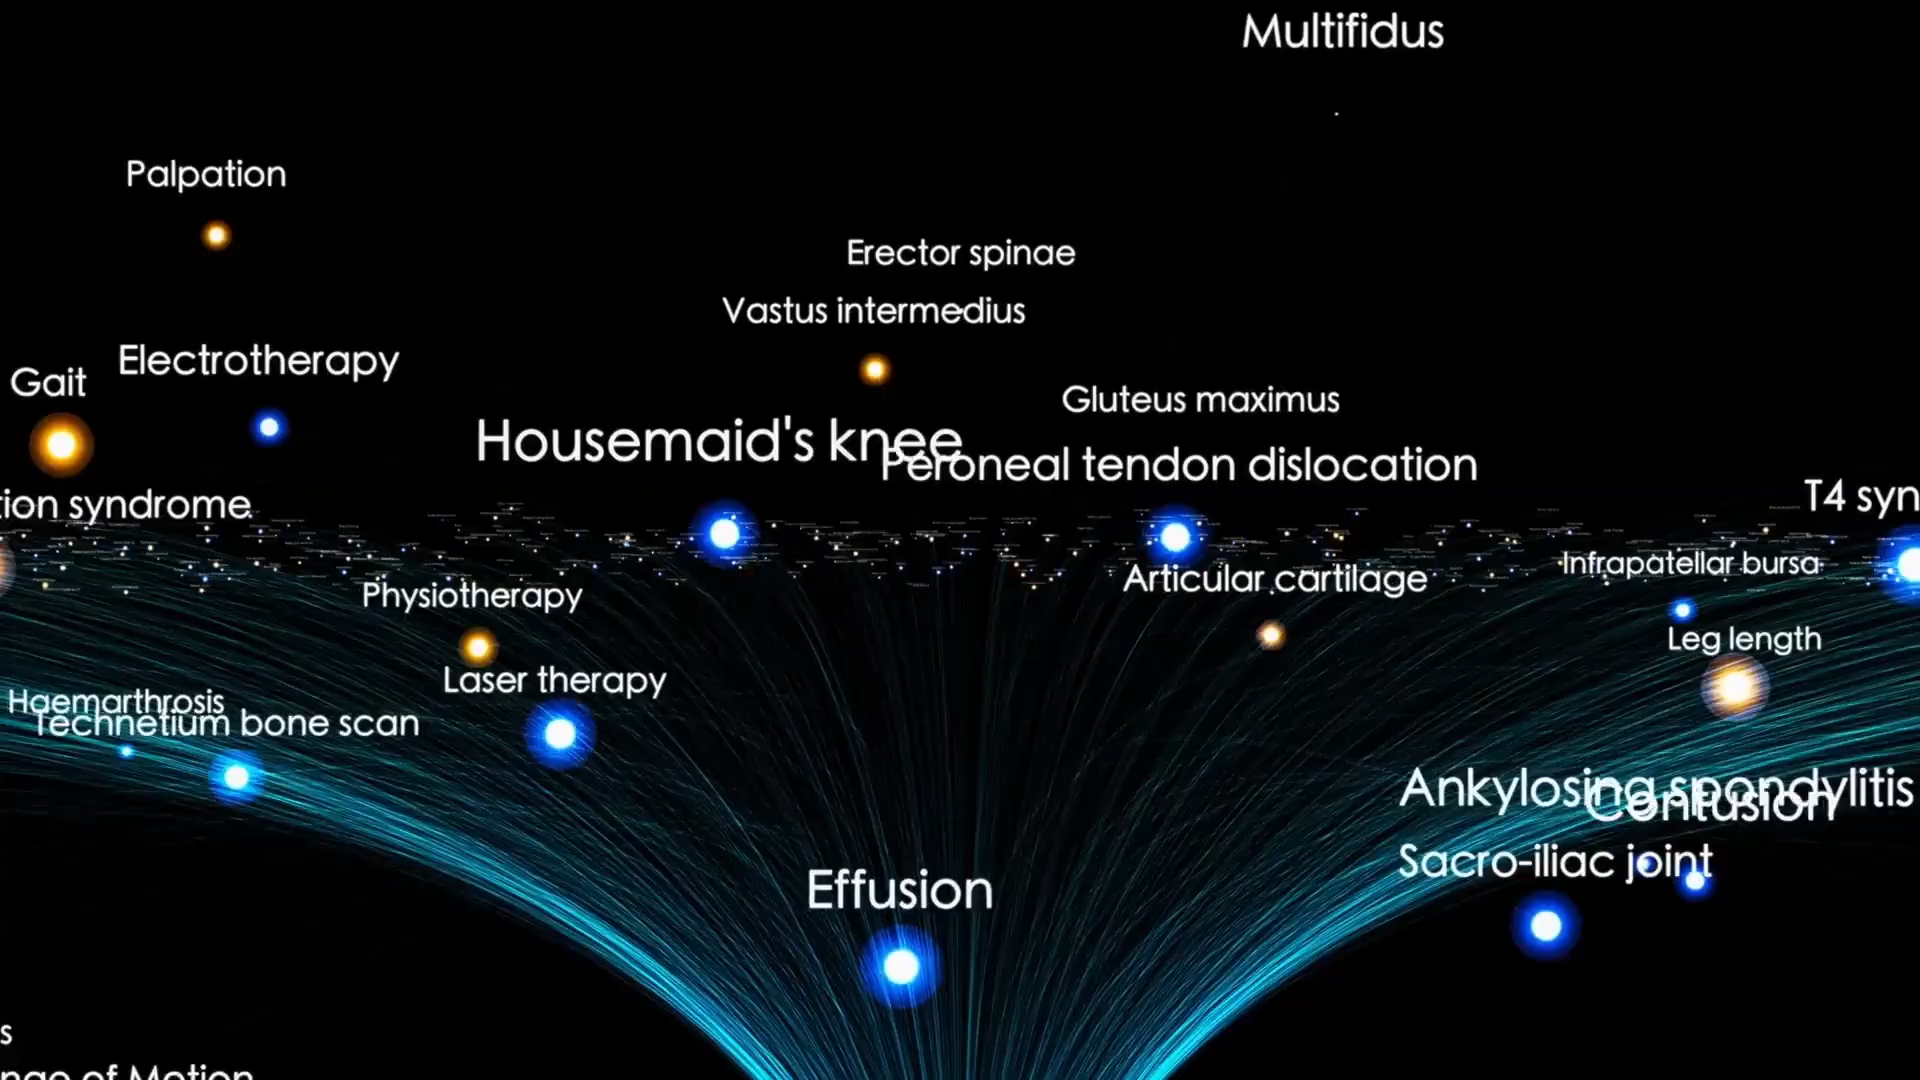 Multifidus
Palpation
Erector spinae
Vastus intermedius
Electrotherapy
Gait
Gluteus maximus
Housemaid's knee
Peroneal tendon dislocation
T4 syn
tion syndrome
Infrapatellar bursa
Articular cartilage
Physiotherapy
Leg length
Laser therapy
Haemarthrosis
Technetium bone scan
Ankylosing spondylitis
Contusion
Sacro-iliac joint
Effusion
s
nge of Motion